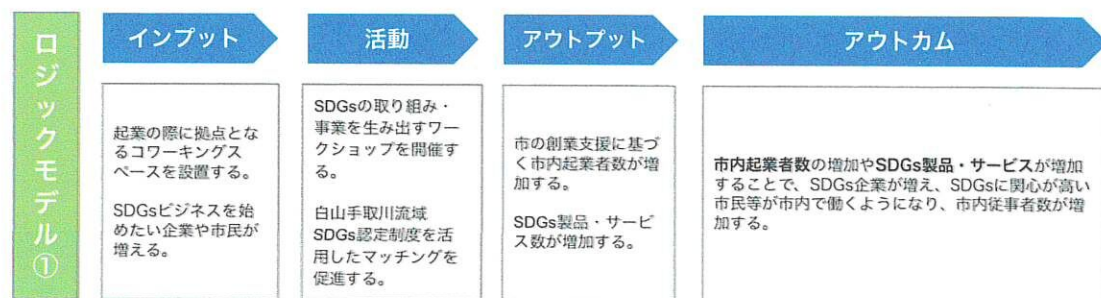 ロジックモデル①
インプット
起業の際に拠点とな
るコワーキングス
ペースを設置する。
SDGsビジネスを始
めたい企業や市民が
増える。
活動
SDGsの取り組み・
事業を生み出すワー
クショップを開催す
る。
白山手取川流域
SDGs認定制度を活
用したマッチングを
促進する。
アウトプット
市の創業支援に基づ
く市内起業者数が増
加する。
SDGs製品・サービ
ス数が増加する。
アウトカム
市内起業者数の増加やSDGs製品・サービスが増加
することで、SDGs企業が増え、SDGsに関心が高い
市民等が市内で働くようになり、市内従事者数が増
加する。